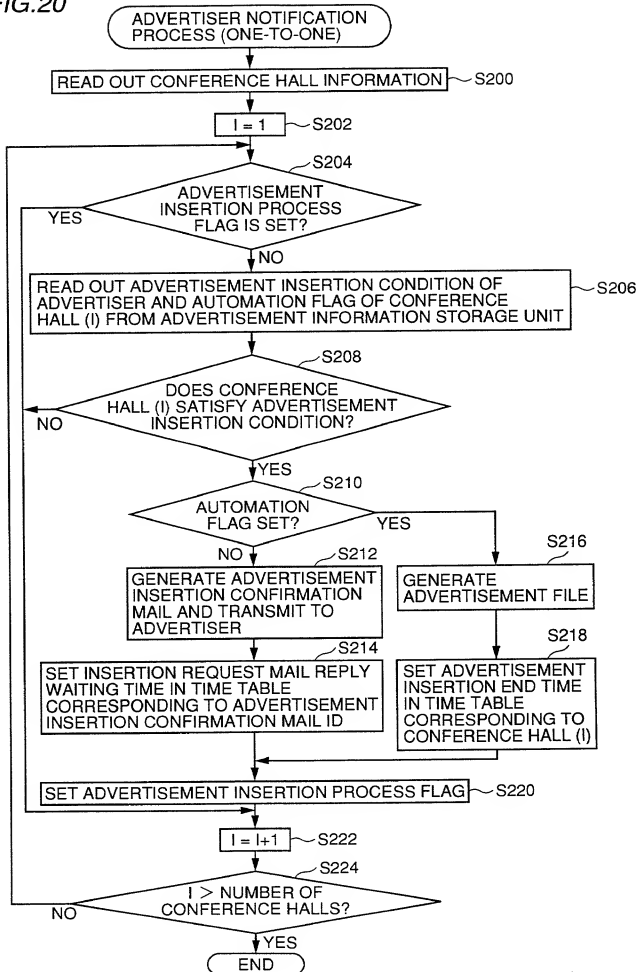 FIG.20
ADVERTISER NOTIFICATION
PROCESS (ONE-TO-ONE)
READ OUT CONFERENCE HALL INFORMATION
S200
I = 1
S202
S204
ADVERTISEMENT
INSERTION PROCESS
FLAG IS SET?
YES
NO
READ OUT ADVERTISEMENT INSERTION CONDITION OF
ADVERTISER AND AUTOMATION FLAG OF CONFERENCE
HALL (I) FROM ADVERTISEMENT INFORMATION STORAGE UNIT
S206
S208
DOES CONFERENCE
HALL (I) SATISFY ADVERTISEMENT
INSERTION CONDITION?
NO
YES
S210
AUTOMATION
FLAG SET?
YES
NO
S212
GENERATE ADVERTISEMENT
INSERTION CONFIRMATION
MAIL AND TRANSMIT TO
ADVERTISER
S216
GENERATE
ADVERTISEMENT FILE
S214
SET INSERTION REQUEST MAIL REPLY
WAITING TIME IN TIME TABLE
CORRESPONDING TO ADVERTISEMENT
INSERTION CONFIRMATION MAIL ID
S218
SET ADVERTISEMENT
INSERTION END TIME
IN TIME TABLE
CORRESPONDING TO
CONFERENCE HALL (I)
SET ADVERTISEMENT INSERTION PROCESS FLAG
S220
I = I+1
S222
S224
I > NUMBER OF
CONFERENCE HALLS?
NO
YES
END